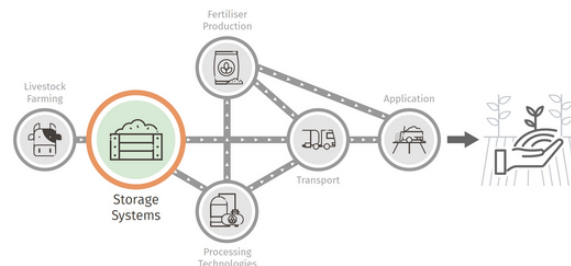 Fertiliser
Production
Livestock
Farming
Application
Storage
Systems
Transport
Processing
Technologies